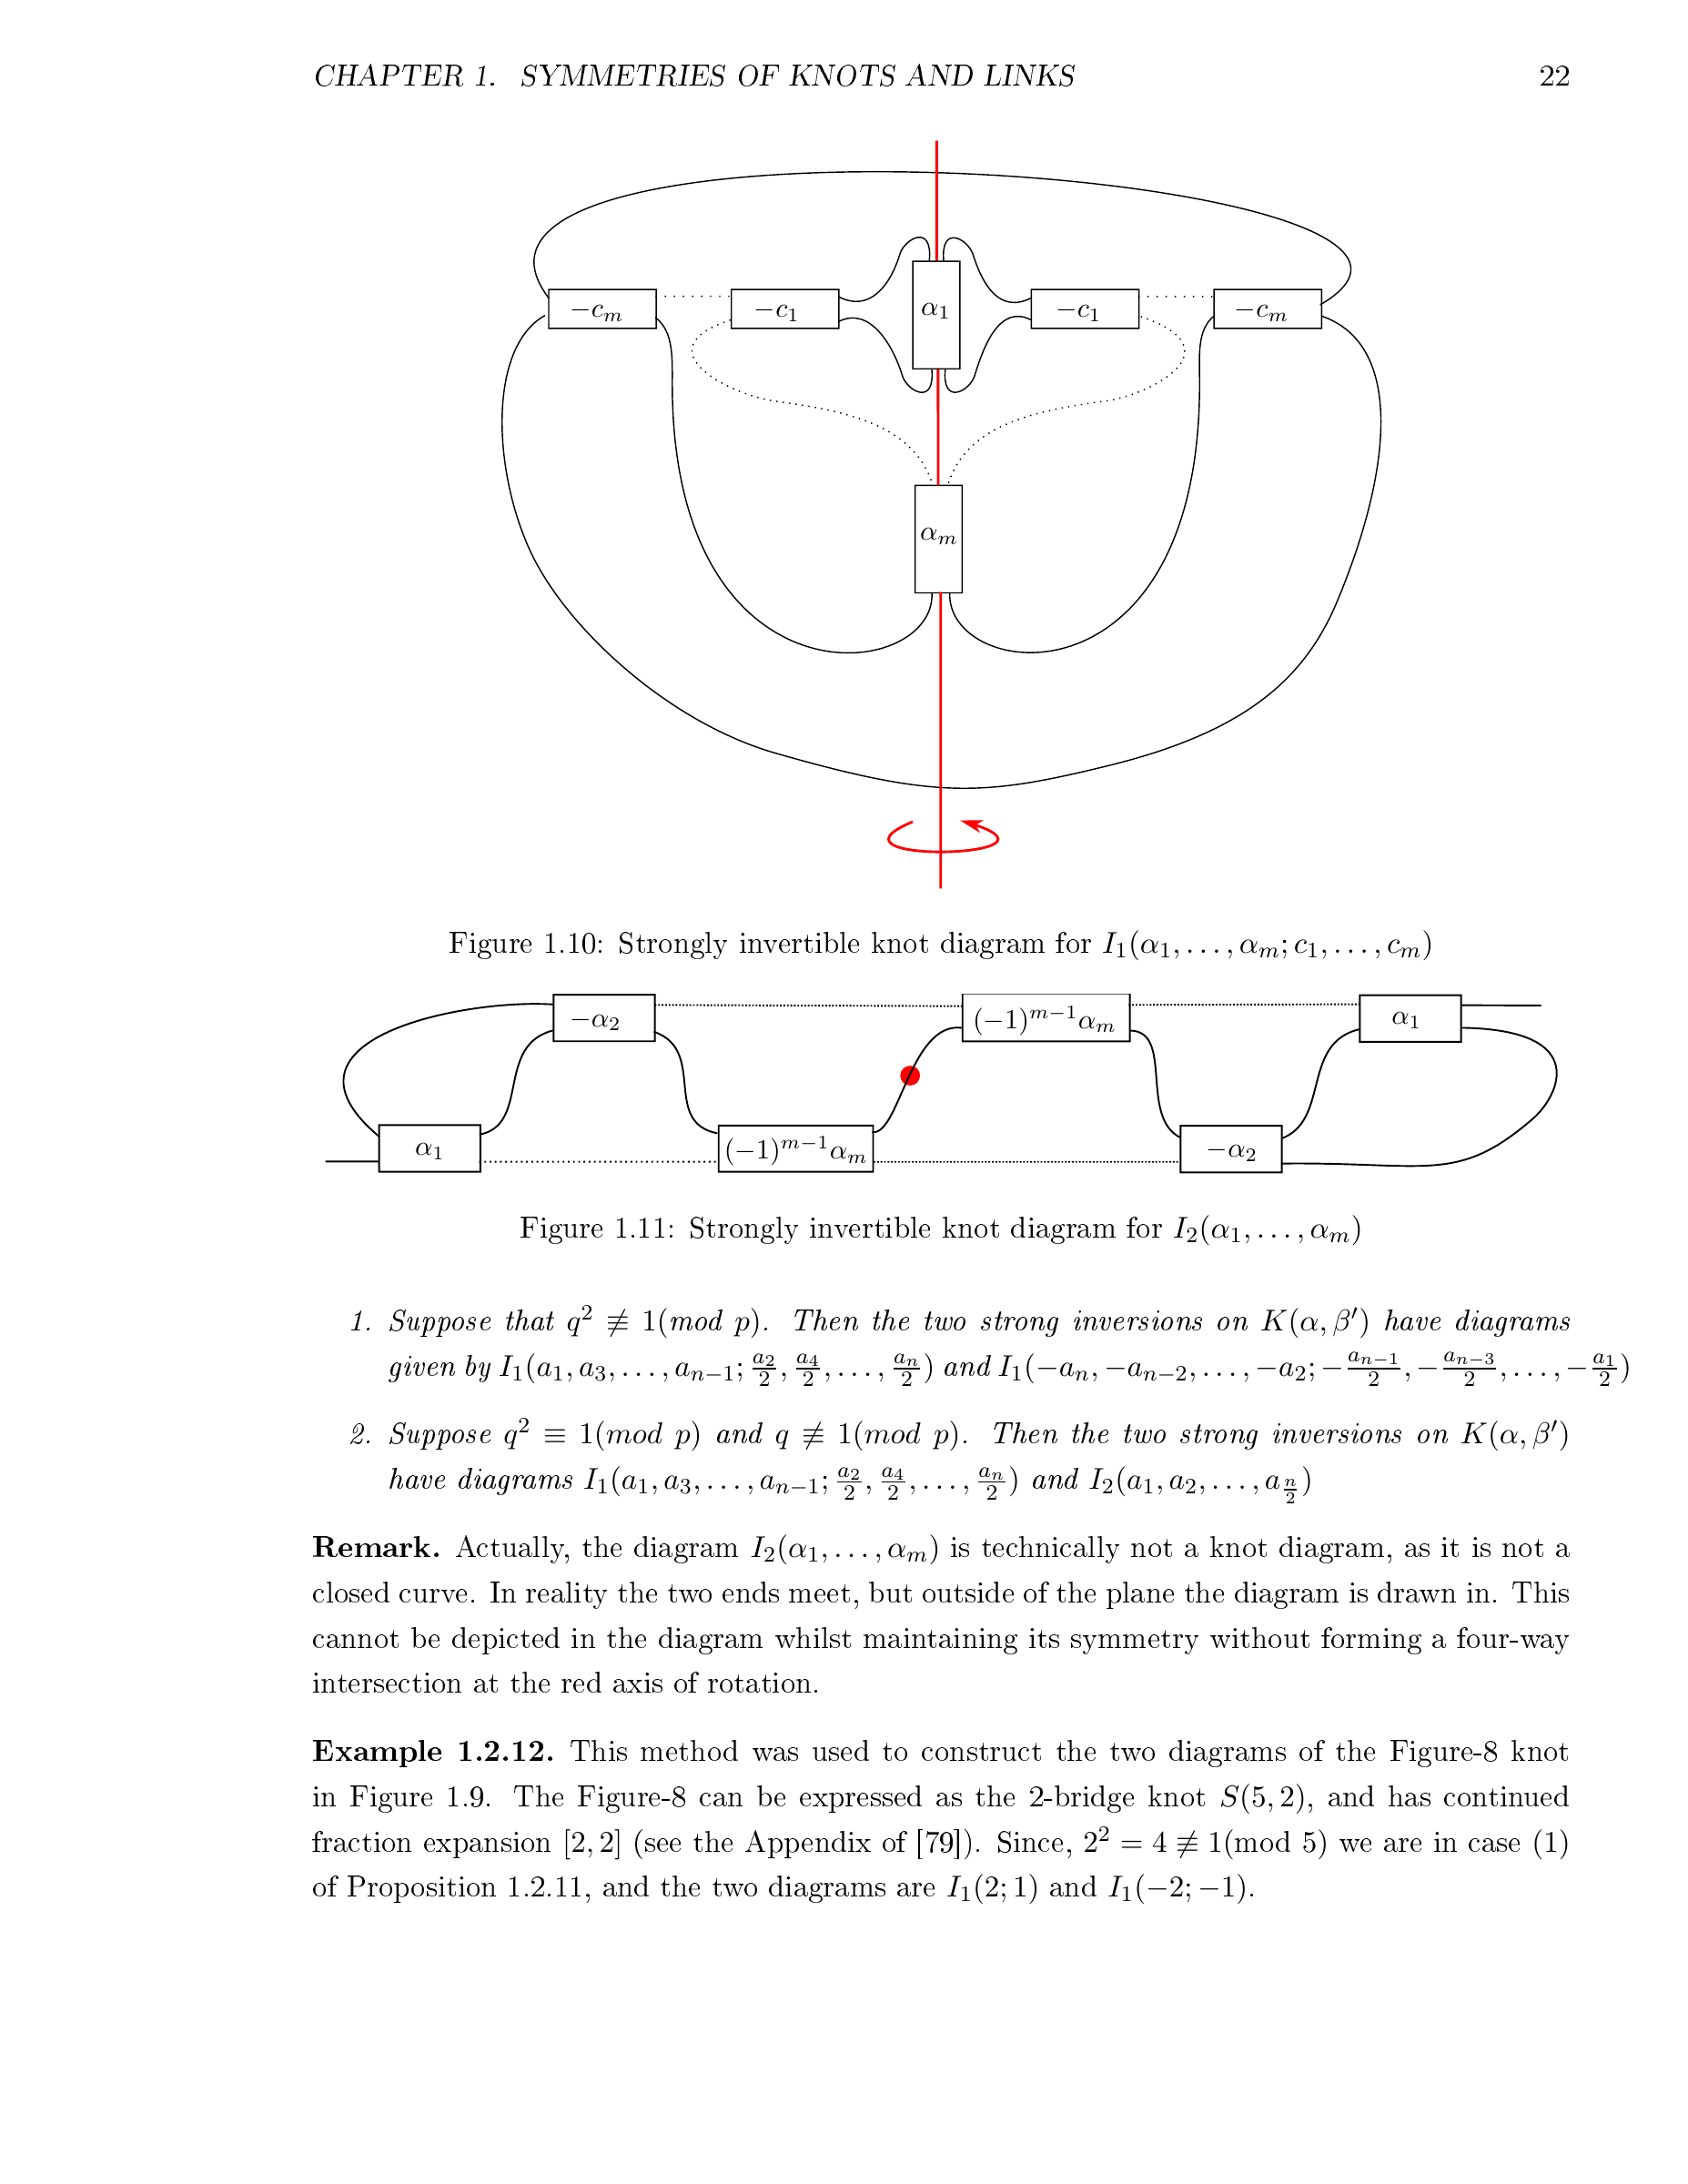 CHAPTER 1. SYMMETRIES OF KNOTS AND LINKS 22
−c_m −c_1 α_1 −c_1 −c_m
α_m
Figure 1.10: Strongly invertible knot diagram for I_1(α_1, . . . , α_m; c_1, . . . , c_m)
−α_2 (−1)^{m−1}α_m α_1
α_1 (−1)^{m−1}α_m −α_2
Figure 1.11: Strongly invertible knot diagram for I_2(α_1, . . . , α_m)
1. Suppose that q^2 ≢ 1(mod p). Then the two strong inversions on K(α, β′) have diagrams
given by I_1(a_1, a_3, . . . , a_{n−1}; \frac{a_2}{2}, \frac{a_4}{2}, . . . , \frac{a_n}{2}) and I_1(−a_n, −a_{n−2}, . . . , −a_2; −\frac{a_{n−1}}{2}, −\frac{a_{n−3}}{2}, . . . , −\frac{a_1}{2})
2. Suppose q^2 ≡ 1(mod p) and q ≢ 1(mod p). Then the two strong inversions on K(α, β′)
have diagrams I_1(a_1, a_3, . . . , a_{n−1}; \frac{a_2}{2}, \frac{a_4}{2}, . . . , \frac{a_n}{2}) and I_2(a_1, a_2, . . . , a_{\frac{n}{2}})
Remark. Actually, the diagram I_2(α_1, . . . , α_m) is technically not a knot diagram, as it is not a
closed curve. In reality the two ends meet, but outside of the plane the diagram is drawn in. This
cannot be depicted in the diagram whilst maintaining its symmetry without forming a four-way
intersection at the red axis of rotation.
Example 1.2.12. This method was used to construct the two diagrams of the Figure-8 knot
in Figure 1.9. The Figure-8 can be expressed as the 2-bridge knot S(5, 2), and has continued
fraction expansion [2, 2] (see the Appendix of [79]). Since, 2^2 = 4 ≢ 1(mod 5) we are in case (1)
of Proposition 1.2.11, and the two diagrams are I_1(2; 1) and I_1(−2; −1).